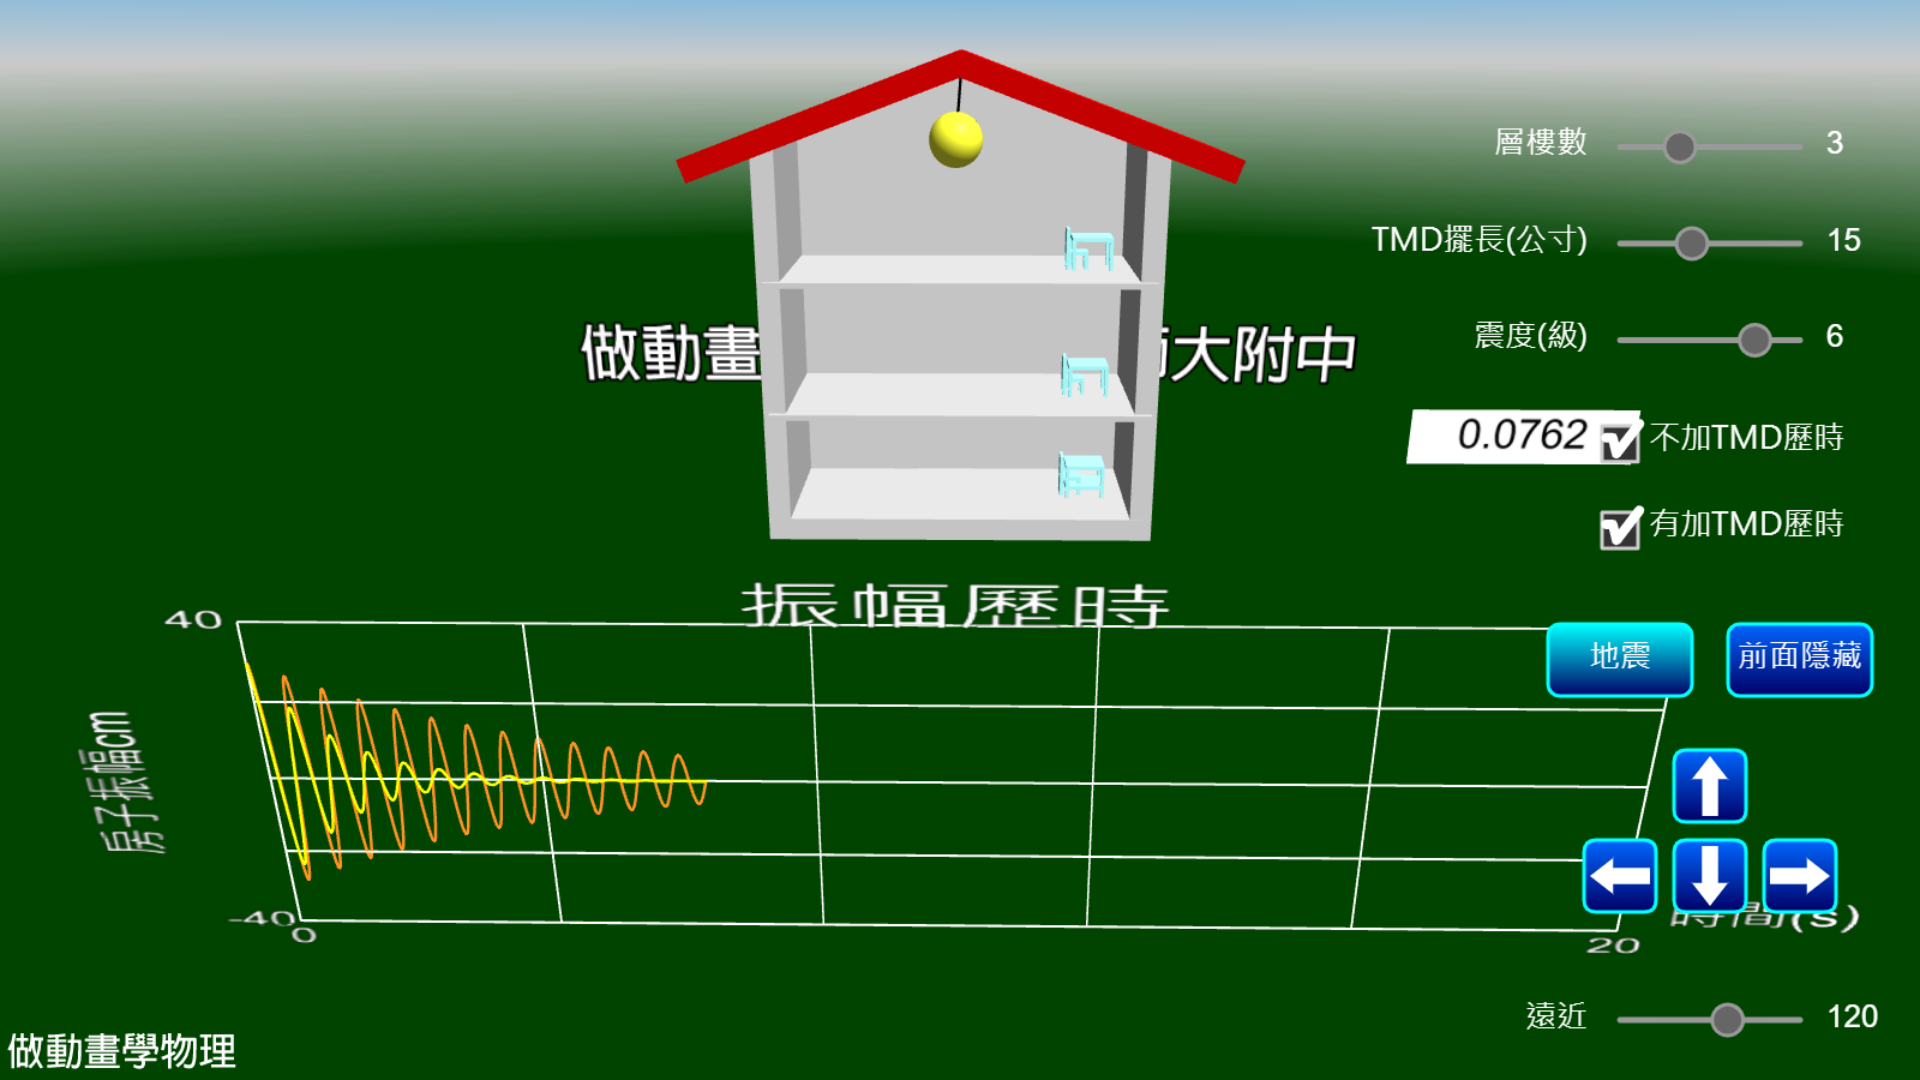 層樓數 3
TMD擺長(公寸) 15
做動畫 大附中
震度(級) 6
0.0762 不加TMD歷時
有加TMD歷時
振幅歷時
40
地震 前面隱藏
房子振幅cm
-40
0
時間(s)
20
遠近 120
做動畫學物理